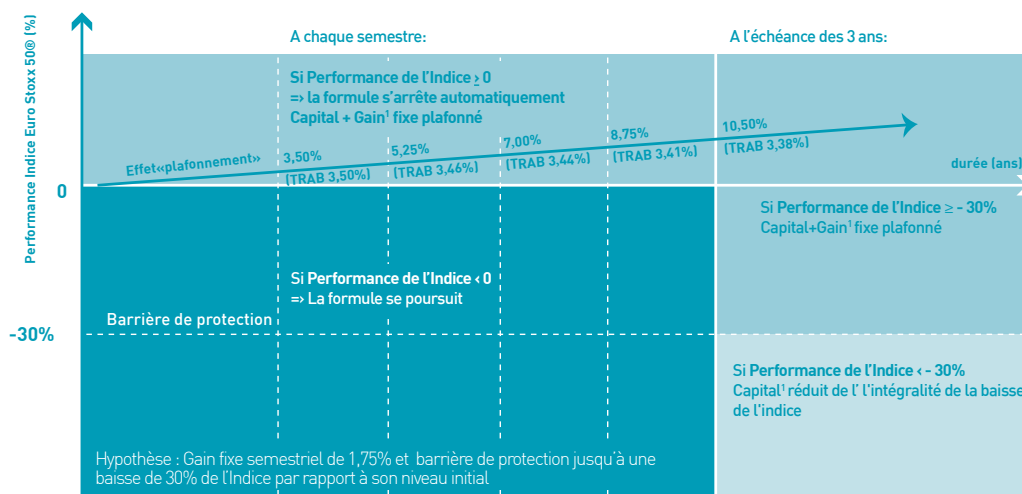 Performance Indice Euro Stoxx 50® (%)
A chaque semestre:
A l'échéance des 3 ans:
Si Performance de l'Indice ≥ 0
=› la formule s'arrête automatiquement
Capital + Gain¹ fixe plafonné
Effet«plafonnement»
3,50%
(TRAB 3,50%)
5,25%
(TRAB 3,46%)
7,00%
(TRAB 3,44%)
8,75%
(TRAB 3,41%)
10,50%
(TRAB 3,38%)
durée (ans)
0
Si Performance de l'Indice ≥ - 30%
Capital+Gain¹ fixe plafonné
Si Performance de l'Indice ‹ 0
=› La formule se poursuit
Barrière de protection
-30%
Si Performance de l'Indice ‹ - 30%
Capital¹ réduit de l' l'intégralité de la baisse
de l'indice
Hypothèse : Gain fixe semestriel de 1,75% et barrière de protection jusqu'à une
baisse de 30% de l'Indice par rapport à son niveau initial